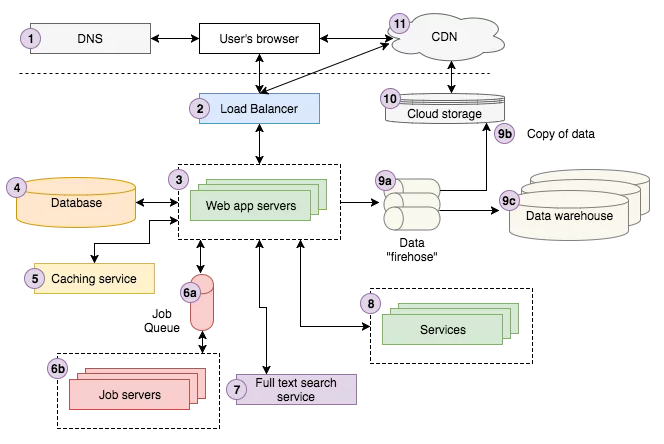 1
DNS
User's browser
11
CDN
2
Load Balancer
10
Cloud storage
9b
Copy of data
3
Web app servers
4
Database
9a
Data
"firehose"
9c
Data warehouse
5
Caching service
6a
Job
Queue
8
Services
6b
Job servers
7
Full text search
service